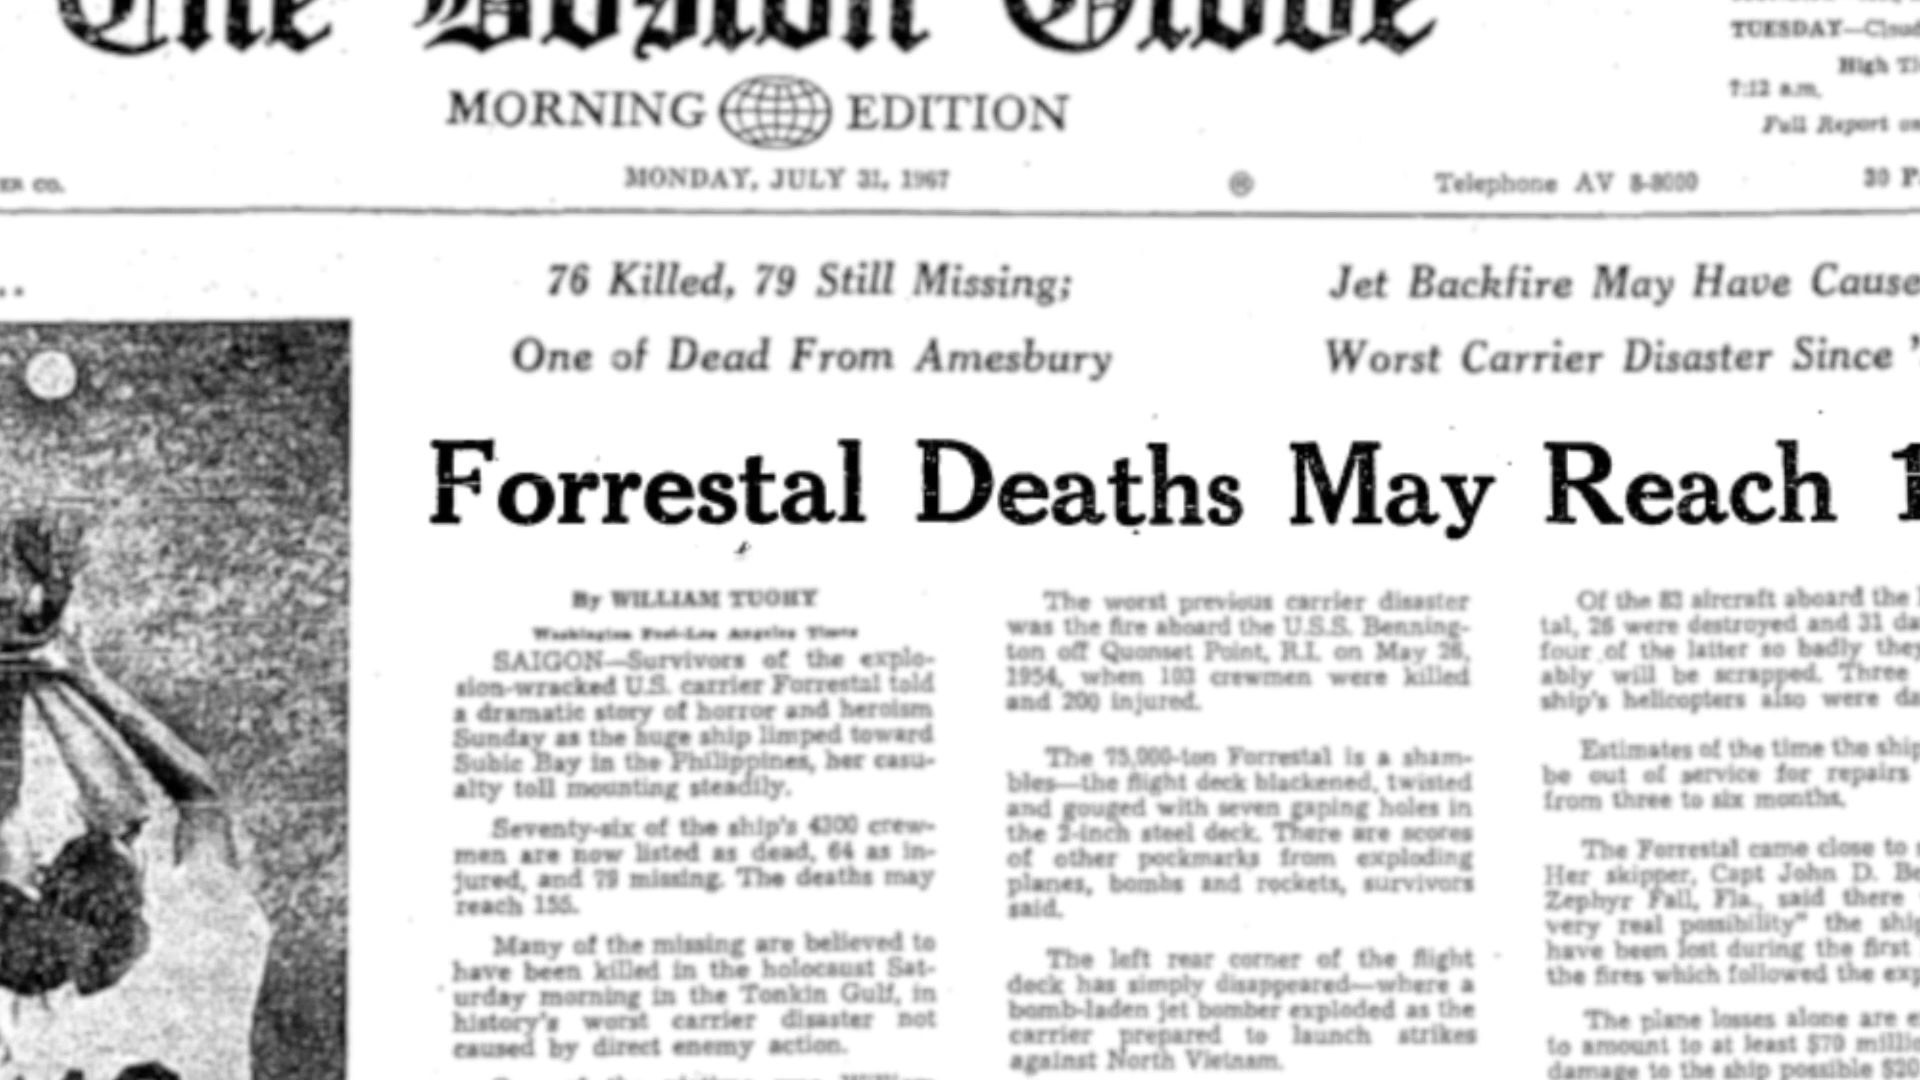 The Boston Globe
MORNING EDITION
TUESDAY—Cloud
High Ti
7:12 a.m.
Full Report on
ER CO.
MONDAY, JULY 31, 1967
Telephone AV 8-8000
30 P
76 Killed, 79 Still Missing;
One of Dead From Amesbury
Jet Backfire May Have Cause
Worst Carrier Disaster Since '
Forrestal Deaths May Reach 1
By WILLIAM TUOHY
Washington Post-Los Angeles Times
SAIGON—Survivors of the explo-
sion-wracked U.S. carrier Forrestal told
a dramatic story of horror and heroism
Sunday as the huge ship limped toward
Subic Bay in the Philippines, her casu-
alty toll mounting steadily.
Seventy-six of the ship's 4300 crew-
men are now listed as dead, 64 as in-
jured, and 79 missing. The deaths may
reach 155.
Many of the missing are believed to
have been killed in the holocaust Sat-
urday morning in the Tonkin Gulf, in
history's worst carrier disaster not
caused by direct enemy action.
The worst previous carrier disaster
was the fire aboard the U.S.S. Benning-
ton off Quonset Point, R.I. on May 26,
1954, when 103 crewmen were killed
and 200 injured.
The 75,000-ton Forrestal is a sham-
bles—the flight deck blackened, twisted
and gouged with seven gaping holes in
the 2-inch steel deck. There are scores
of other pockmarks from exploding
planes, bombs and rockets, survivors
said.
The left rear corner of the flight
deck has simply disappeared—where a
bomb-laden jet bomber exploded as the
carrier prepared to launch strikes
against North Vietnam.
Of the 83 aircraft aboard the
tal, 26 were destroyed and 31 da
four of the latter so badly they
ably will be scrapped. Three
ship's helicopters also were da
Estimates of the time the ship
be out of service for repairs
from three to six months.
The Forrestal came close to
Her skipper, Capt John D. Be
Zephyr Fall, Fla., said there
very real possibility" the ship
have been lost during the first
the fires which followed the exp
The plane losses alone are e
to amount to at least $70 millio
damage to the ship possible $20